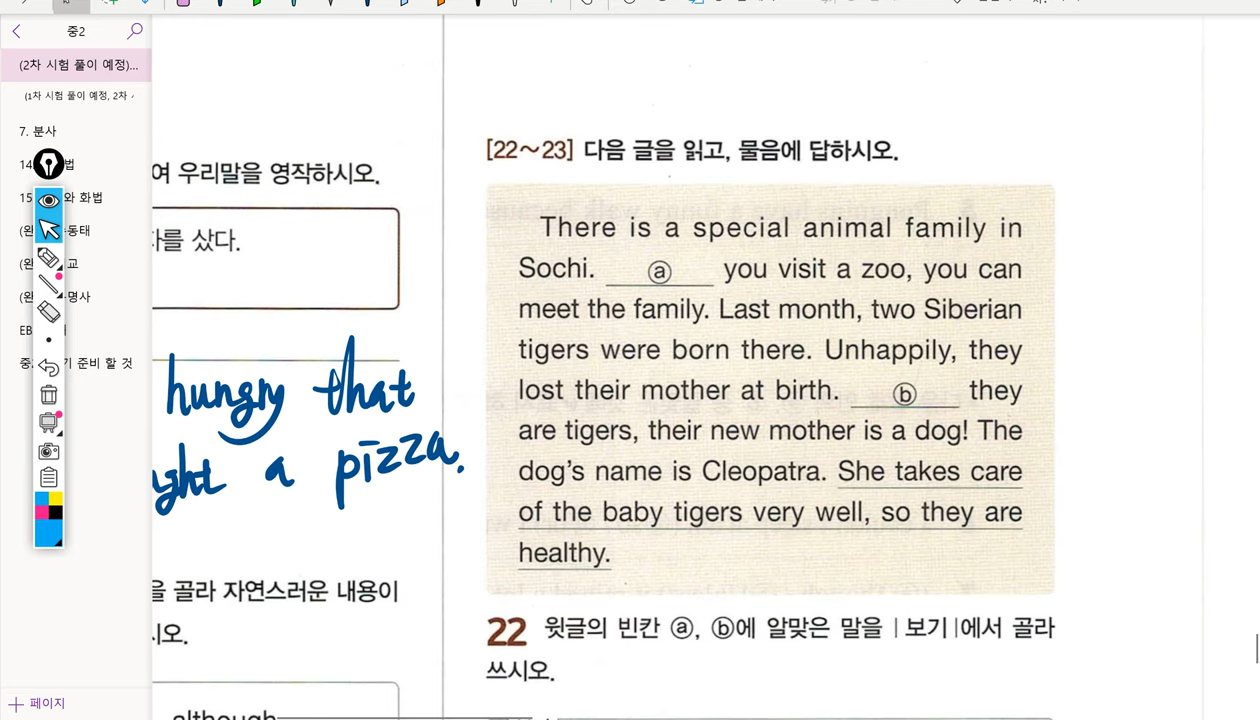 중2
(2차 시험 풀이 예정)...
(1차 시험 풀이 예정, 2차
7. 분사
14 법
15 와 화법
(완 동태
(완 교
(완 명사
EB
중2 기 준비 할 것
페이지
여 우리말을 영작하시오.
자를 샀다.
hungry that
ght a pizza.
을 골라 자연스러운 내용이
시오.
although
[22~23] 다음 글을 읽고, 물음에 답하시오.
There is a special animal family in
Sochi. ⓐ you visit a zoo, you can
meet the family. Last month, two Siberian
tigers were born there. Unhappily, they
lost their mother at birth. ⓑ they
are tigers, their new mother is a dog! The
dog's name is Cleopatra. She takes care
of the baby tigers very well, so they are
healthy.
22 윗글의 빈칸 ⓐ, ⓑ에 알맞은 말을 |보기|에서 골라
쓰시오.